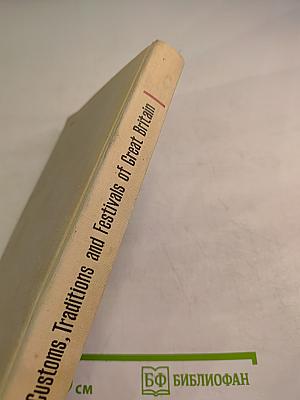 Customs, Traditions and Festivals of Great Britain
см
БФ БИБЛИОФАН